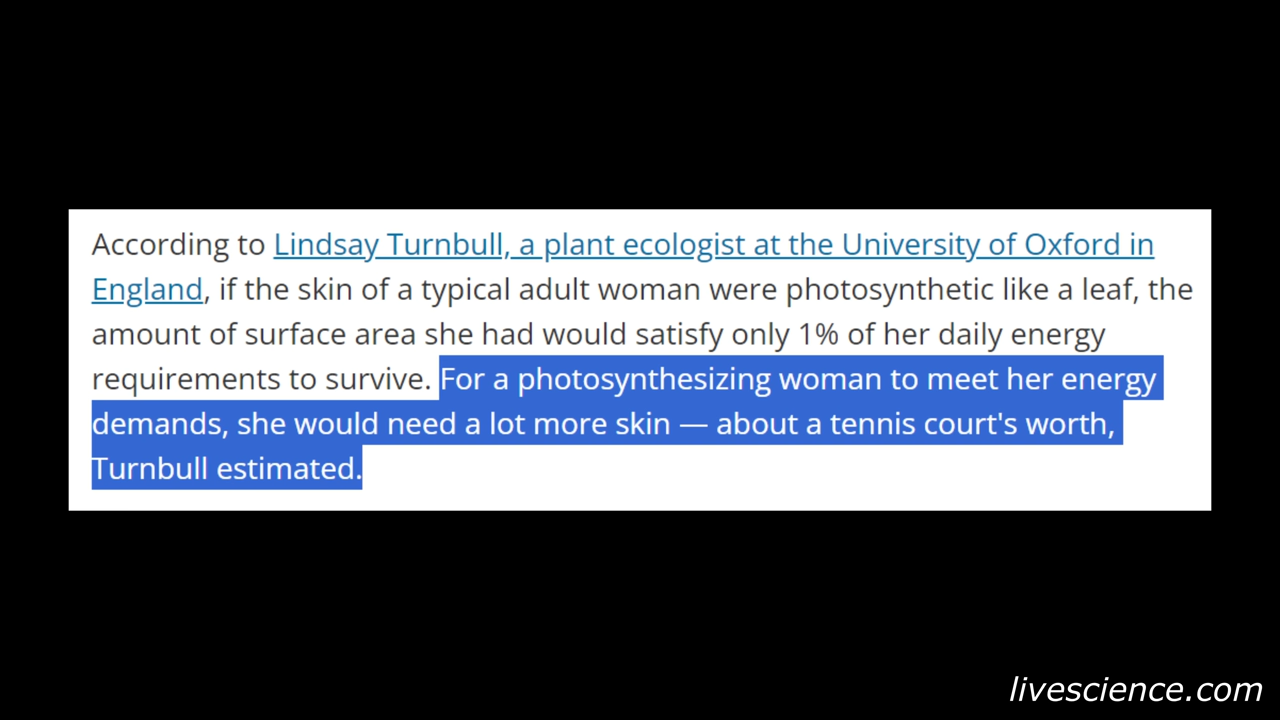 According to Lindsay Turnbull, a plant ecologist at the University of Oxford in
England, if the skin of a typical adult woman were photosynthetic like a leaf, the
amount of surface area she had would satisfy only 1% of her daily energy
requirements to survive. For a photosynthesizing woman to meet her energy
demands, she would need a lot more skin — about a tennis court's worth,
Turnbull estimated.
livescience.com